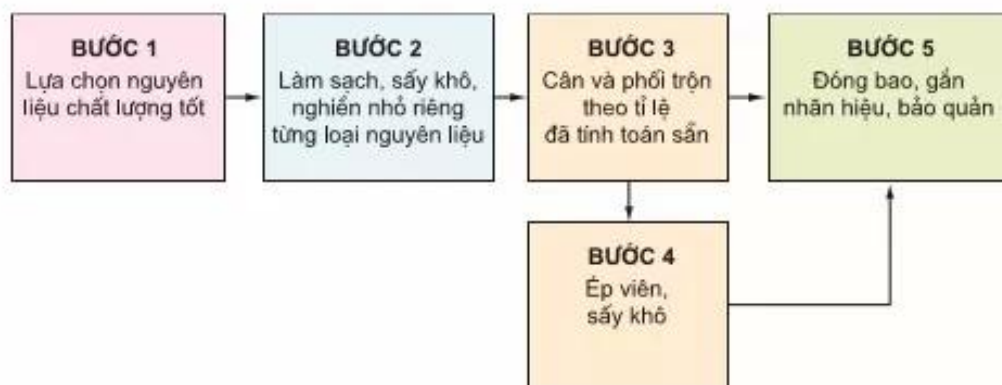 BƯỚC 1
Lựa chọn nguyên
liệu chất lượng tốt
BƯỚC 2
Làm sạch, sấy khô,
nghiền nhỏ riêng
từng loại nguyên liệu
BƯỚC 3
Cân và phối trộn
theo tỉ lệ
đã tính toán sẵn
BƯỚC 5
Đóng bao, gắn
nhãn hiệu, bảo quản
BƯỚC 4
Ép viên,
sấy khô